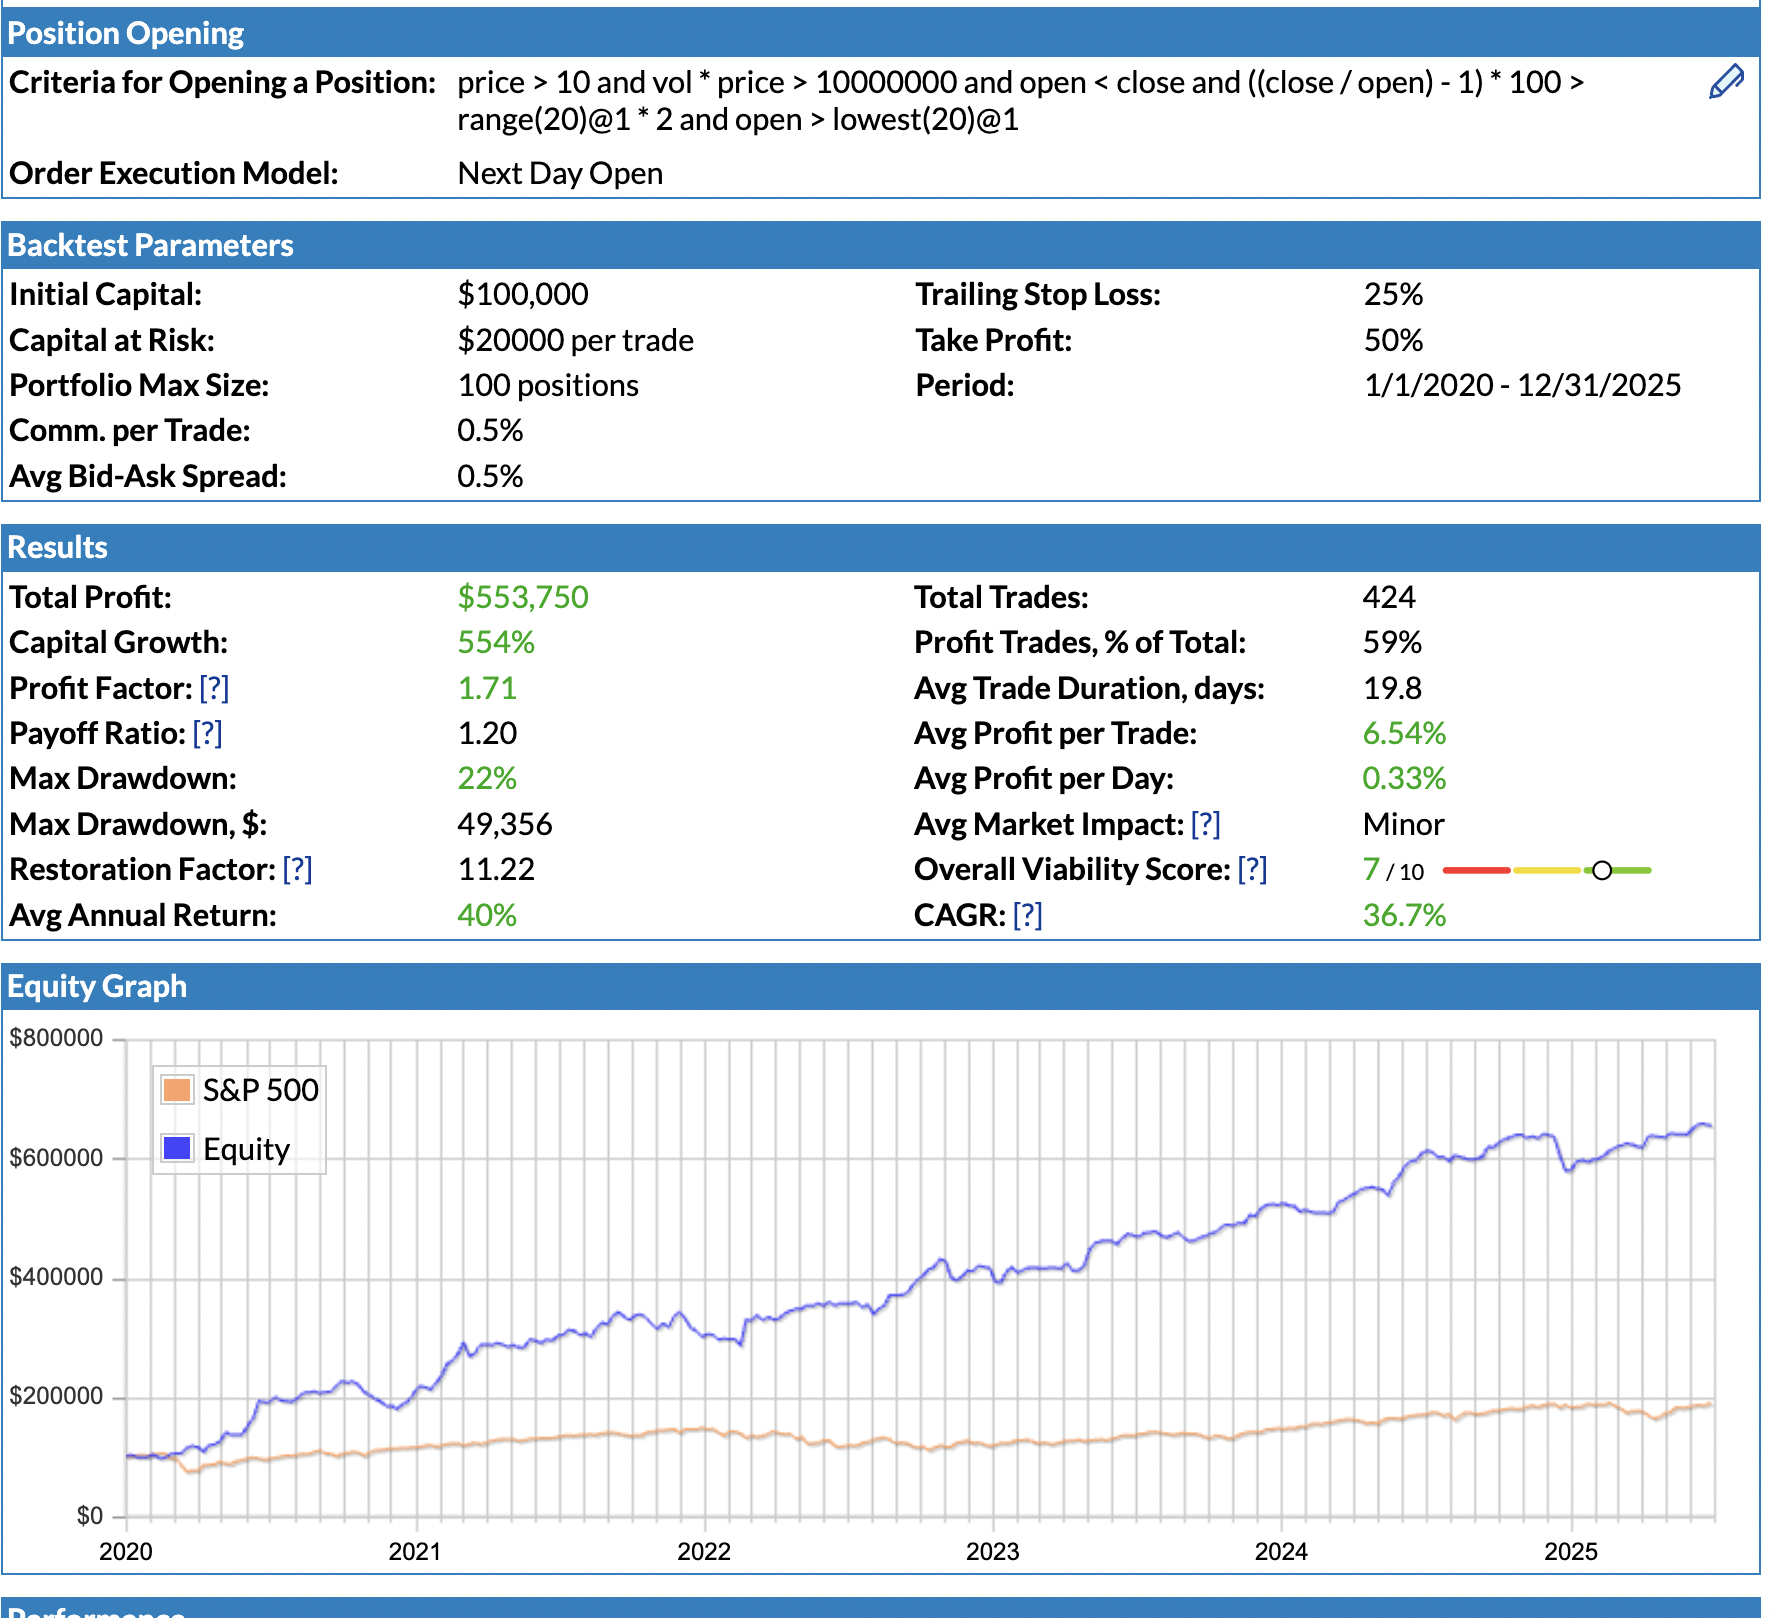 Position Opening
Criteria for Opening a Position: price > 10 and vol * price > 10000000 and open < close and ((close / open) - 1) * 100 >
range(20)@1 * 2 and open > lowest(20)@1
Order Execution Model: Next Day Open
Backtest Parameters
Initial Capital: $100,000 Trailing Stop Loss: 25%
Capital at Risk: $20000 per trade Take Profit: 50%
Portfolio Max Size: 100 positions Period: 1/1/2020 - 12/31/2025
Comm. per Trade: 0.5%
Avg Bid-Ask Spread: 0.5%
Results
Total Profit: $553,750 Total Trades: 424
Capital Growth: 554% Profit Trades, % of Total: 59%
Profit Factor: [?] 1.71 Avg Trade Duration, days: 19.8
Payoff Ratio: [?] 1.20 Avg Profit per Trade: 6.54%
Max Drawdown: 22% Avg Profit per Day: 0.33%
Max Drawdown, $: 49,356 Avg Market Impact: [?] Minor
Restoration Factor: [?] 11.22 Overall Viability Score: [?] 7 / 10
Avg Annual Return: 40% CAGR: [?] 36.7%
Equity Graph
$800000
S&P 500
Equity
$600000
$400000
$200000
$0
2020 2021 2022 2023 2024 2025
Performance